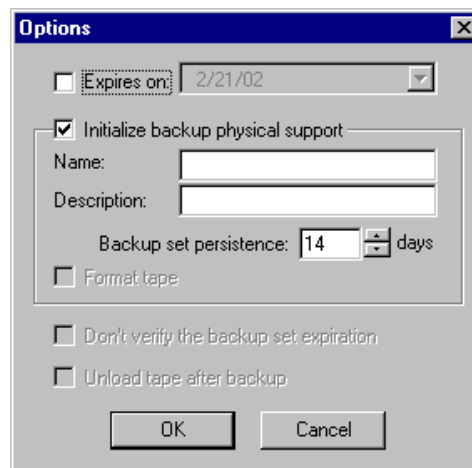 Options
Expires on: 2/21/02
Initialize backup physical support
Name:
Description:
Backup set persistence: 14 days
Format tape
Don't verify the backup set expiration
Unload tape after backup
OK Cancel